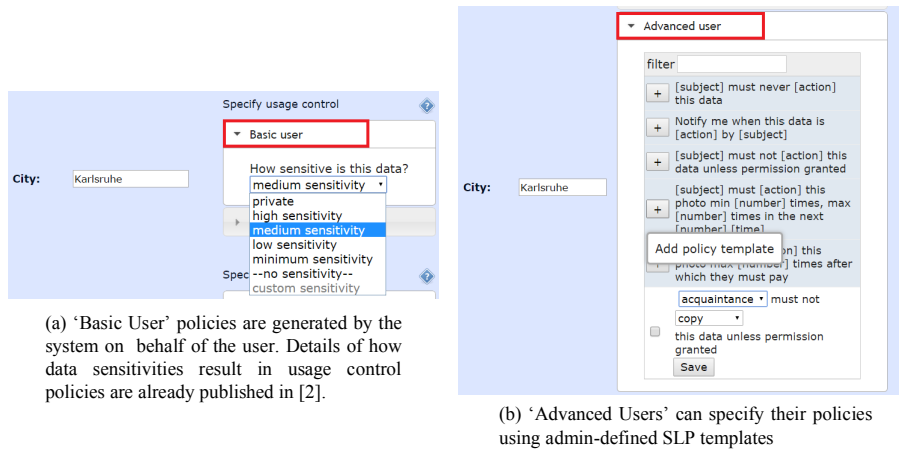 Specify usage control
Basic user
How sensitive is this data?
City:
Karlsruhe
medium sensitivity
private
high sensitivity
medium sensitivity
low sensitivity
minimum sensitivity
Spec
--no sensitivity--
custom sensitivity
(a) ‘Basic User’ policies are generated by the
system on behalf of the user. Details of how
data sensitivities result in usage control
policies are already published in [2].
Advanced user
filter
+ [subject] must never [action]
this data
+ Notify me when this data is
[action] by [subject]
+ [subject] must not [action] this
data unless permission granted
City:
Karlsruhe
+ [subject] must [action] this
photo min [number] times, max
[number] times in the next
[number] [time]
Add policy template
on] this
photo max [number] times after
which they must pay
acquaintance must not
copy
this data unless permission
granted
Save
(b) ‘Advanced Users’ can specify their policies
using admin-defined SLP templates